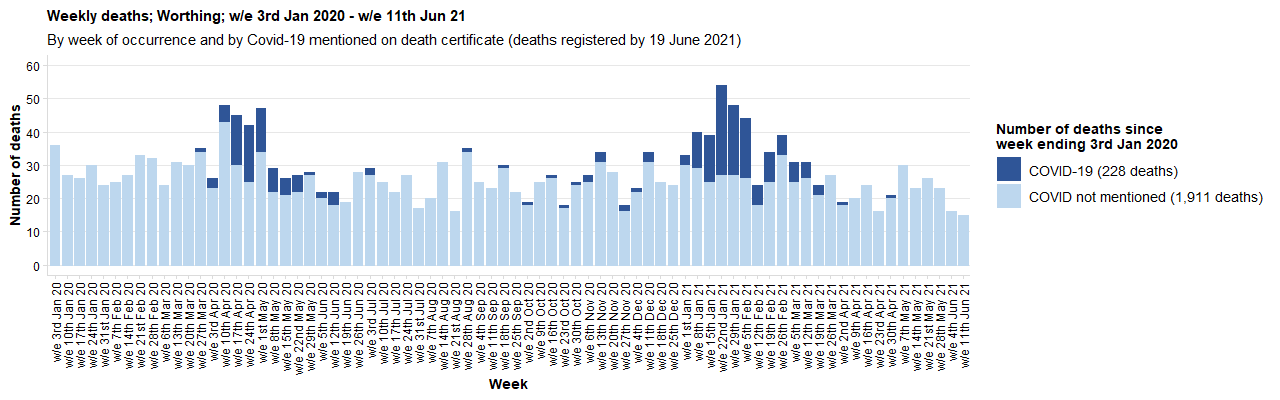 Weekly deaths; Worthing; w/e 3rd Jan 2020 - w/e 11th Jun 21
By week of occurrence and by Covid-19 mentioned on death certificate (deaths registered by 19 June 2021)
Number of deaths
60
50
40
30
20
10
0
w/e 3rd Jan 20
w/e 10th Jan 20
w/e 17th Jan 20
w/e 24th Jan 20
w/e 31st Jan 20
w/e 7th Feb 20
w/e 14th Feb 20
w/e 21st Feb 20
w/e 28th Feb 20
w/e 6th Mar 20
w/e 13th Mar 20
w/e 20th Mar 20
w/e 27th Mar 20
w/e 3rd Apr 20
w/e 10th Apr 20
w/e 17th Apr 20
w/e 24th Apr 20
w/e 1st May 20
w/e 8th May 20
w/e 15th May 20
w/e 22nd May 20
w/e 29th May 20
w/e 5th Jun 20
w/e 12th Jun 20
w/e 19th Jun 20
w/e 26th Jun 20
w/e 3rd Jul 20
w/e 10th Jul 20
w/e 17th Jul 20
w/e 24th Jul 20
w/e 31st Jul 20
w/e 7th Aug 20
w/e 14th Aug 20
w/e 21st Aug 20
w/e 28th Aug 20
w/e 4th Sep 20
w/e 11th Sep 20
w/e 18th Sep 20
w/e 25th Sep 20
w/e 2nd Oct 20
w/e 9th Oct 20
w/e 16th Oct 20
w/e 23rd Oct 20
w/e 30th Oct 20
w/e 6th Nov 20
w/e 13th Nov 20
w/e 20th Nov 20
w/e 27th Nov 20
w/e 4th Dec 20
w/e 11th Dec 20
w/e 18th Dec 20
w/e 25th Dec 20
w/e 1st Jan 21
w/e 8th Jan 21
w/e 15th Jan 21
w/e 22nd Jan 21
w/e 29th Jan 21
w/e 5th Feb 21
w/e 12th Feb 21
w/e 19th Feb 21
w/e 26th Feb 21
w/e 5th Mar 21
w/e 12th Mar 21
w/e 19th Mar 21
w/e 26th Mar 21
w/e 2nd Apr 21
w/e 9th Apr 21
w/e 16th Apr 21
w/e 23rd Apr 21
w/e 30th Apr 21
w/e 7th May 21
w/e 14th May 21
w/e 21st May 21
w/e 28th May 21
w/e 4th Jun 21
w/e 11th Jun 21
Week
Number of deaths since
week ending 3rd Jan 2020
COVID-19 (228 deaths)
COVID not mentioned (1,911 deaths)